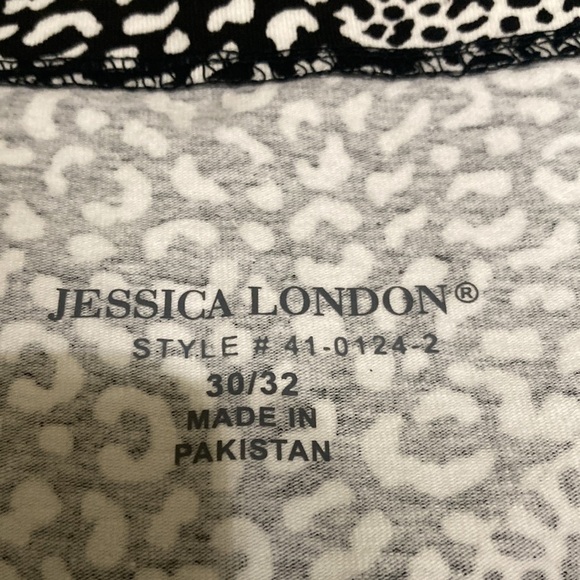 JESSICA LONDON®
STYLE # 41-0124-2
30/32
MADE IN
PAKISTAN